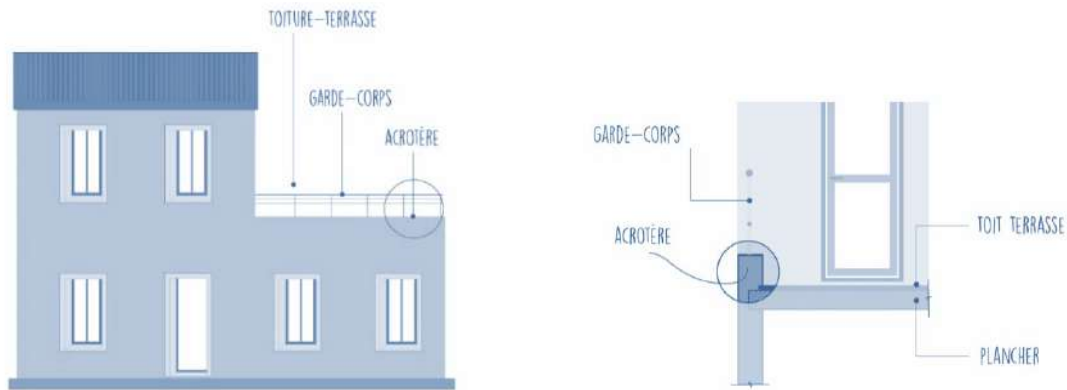 TOITURE-TERRASSE
GARDE-CORPS
ACROTÈRE
GARDE-CORPS
ACROTÈRE
TOIT TERRASSE
PLANCHER